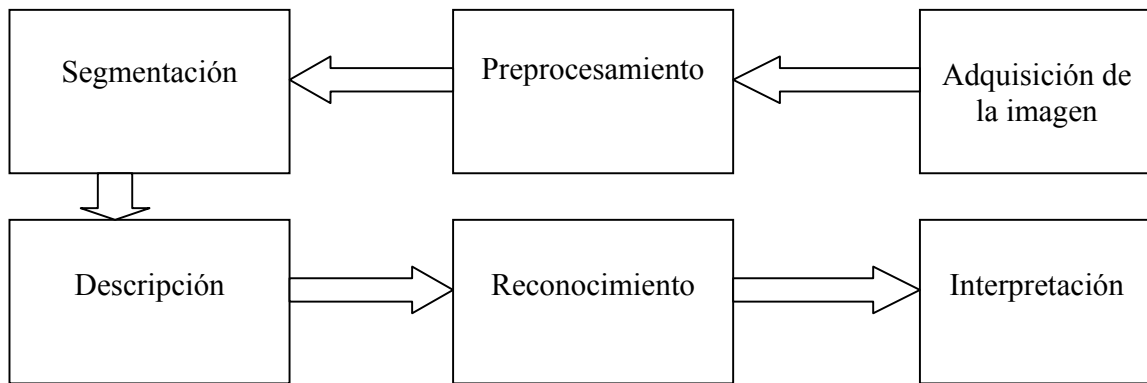 Segmentación
Preprocesamiento
Adquisición de
la imagen
Descripción
Reconocimiento
Interpretación